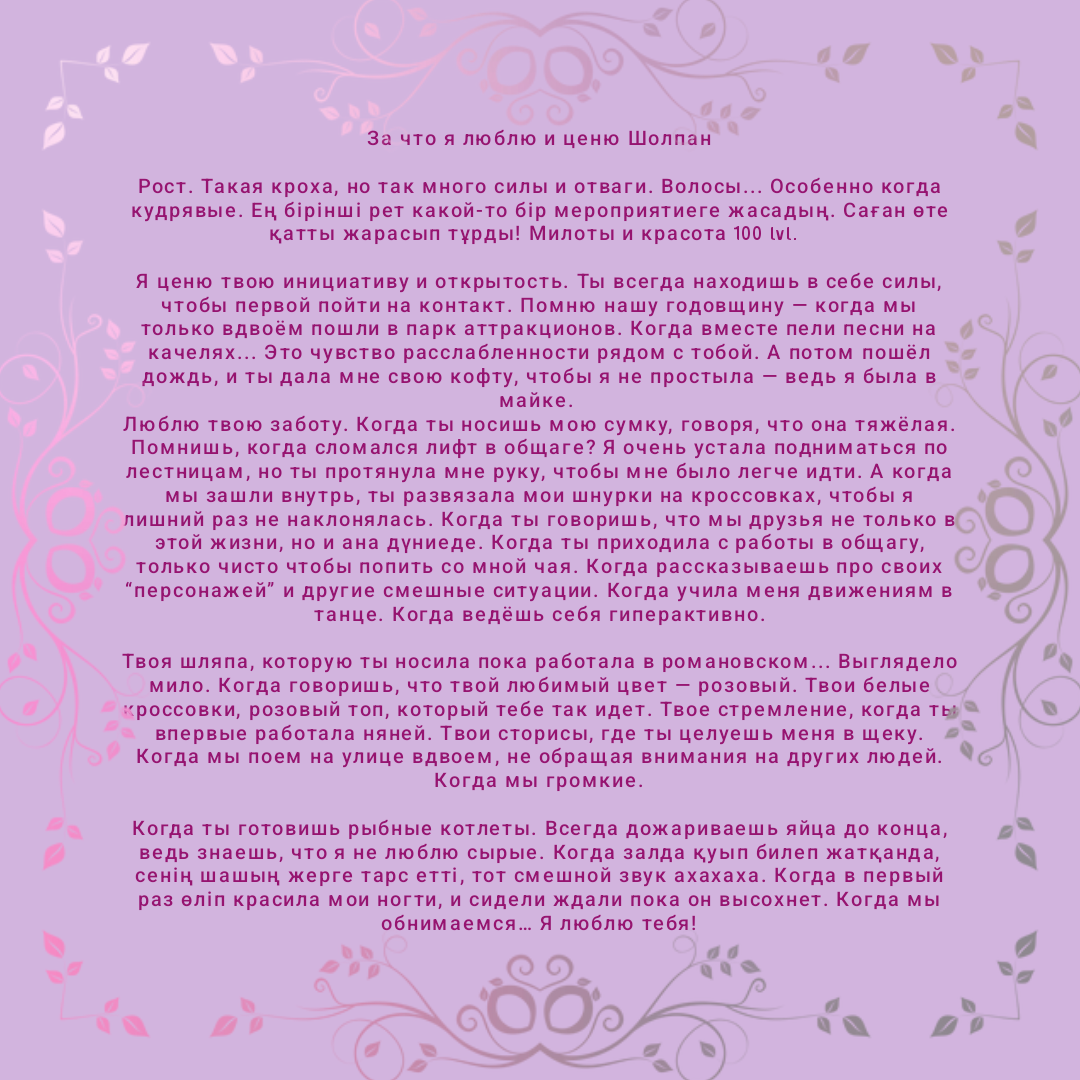 За что я люблю и ценю Шолпан
Рост. Такая кроха, но так много силы и отваги. Волосы... Особенно когда
кудрявые. Ең бірінші рет какой-то бір мероприятиеге жасадың. Саған өте
қатты жарасып тұрды! Милоты и красота 100 lvl.
Я ценю твою инициативу и открытость. Ты всегда находишь в себе силы,
чтобы первой пойти на контакт. Помню нашу годовщину — когда мы
только вдвоём пошли в парк аттракционов. Когда вместе пели песни на
качелях... Это чувство расслабленности рядом с тобой. А потом пошёл
дождь, и ты дала мне свою кофту, чтобы я не простыла — ведь я была в
майке.
Люблю твою заботу. Когда ты носишь мою сумку, говоря, что она тяжёлая.
Помнишь, когда сломался лифт в общаге? Я очень устала подниматься по
лестницам, но ты протянула мне руку, чтобы мне было легче идти. А когда
мы зашли внутрь, ты развязала мои шнурки на кроссовках, чтобы я
лишний раз не наклонялась. Когда ты говоришь, что мы друзья не только в
этой жизни, но и ана дүниеде. Когда ты приходила с работы в общагу,
только чисто чтобы попить со мной чая. Когда рассказываешь про своих
“персонажей” и другие смешные ситуации. Когда учила меня движениям в
танце. Когда ведёшь себя гиперактивно.
Твоя шляпа, которую ты носила пока работала в романовском... Выглядело
мило. Когда говоришь, что твой любимый цвет — розовый. Твои белые
кроссовки, розовый топ, который тебе так идет. Твое стремление, когда ты
впервые работала няней. Твои сторисы, где ты целуешь меня в щеку.
Когда мы поем на улице вдвоем, не обращая внимания на других людей.
Когда мы громкие.
Когда ты готовишь рыбные котлеты. Всегда дожариваешь яйца до конца,
ведь знаешь, что я не люблю сырые. Когда залда қуып билеп жатқанда,
сенің шашың жерге тарс етті, тот смешной звук ахахаха. Когда в первый
раз өліп красила мои ногти, и сидели ждали пока он высохнет. Когда мы
обнимаемся... Я люблю тебя!